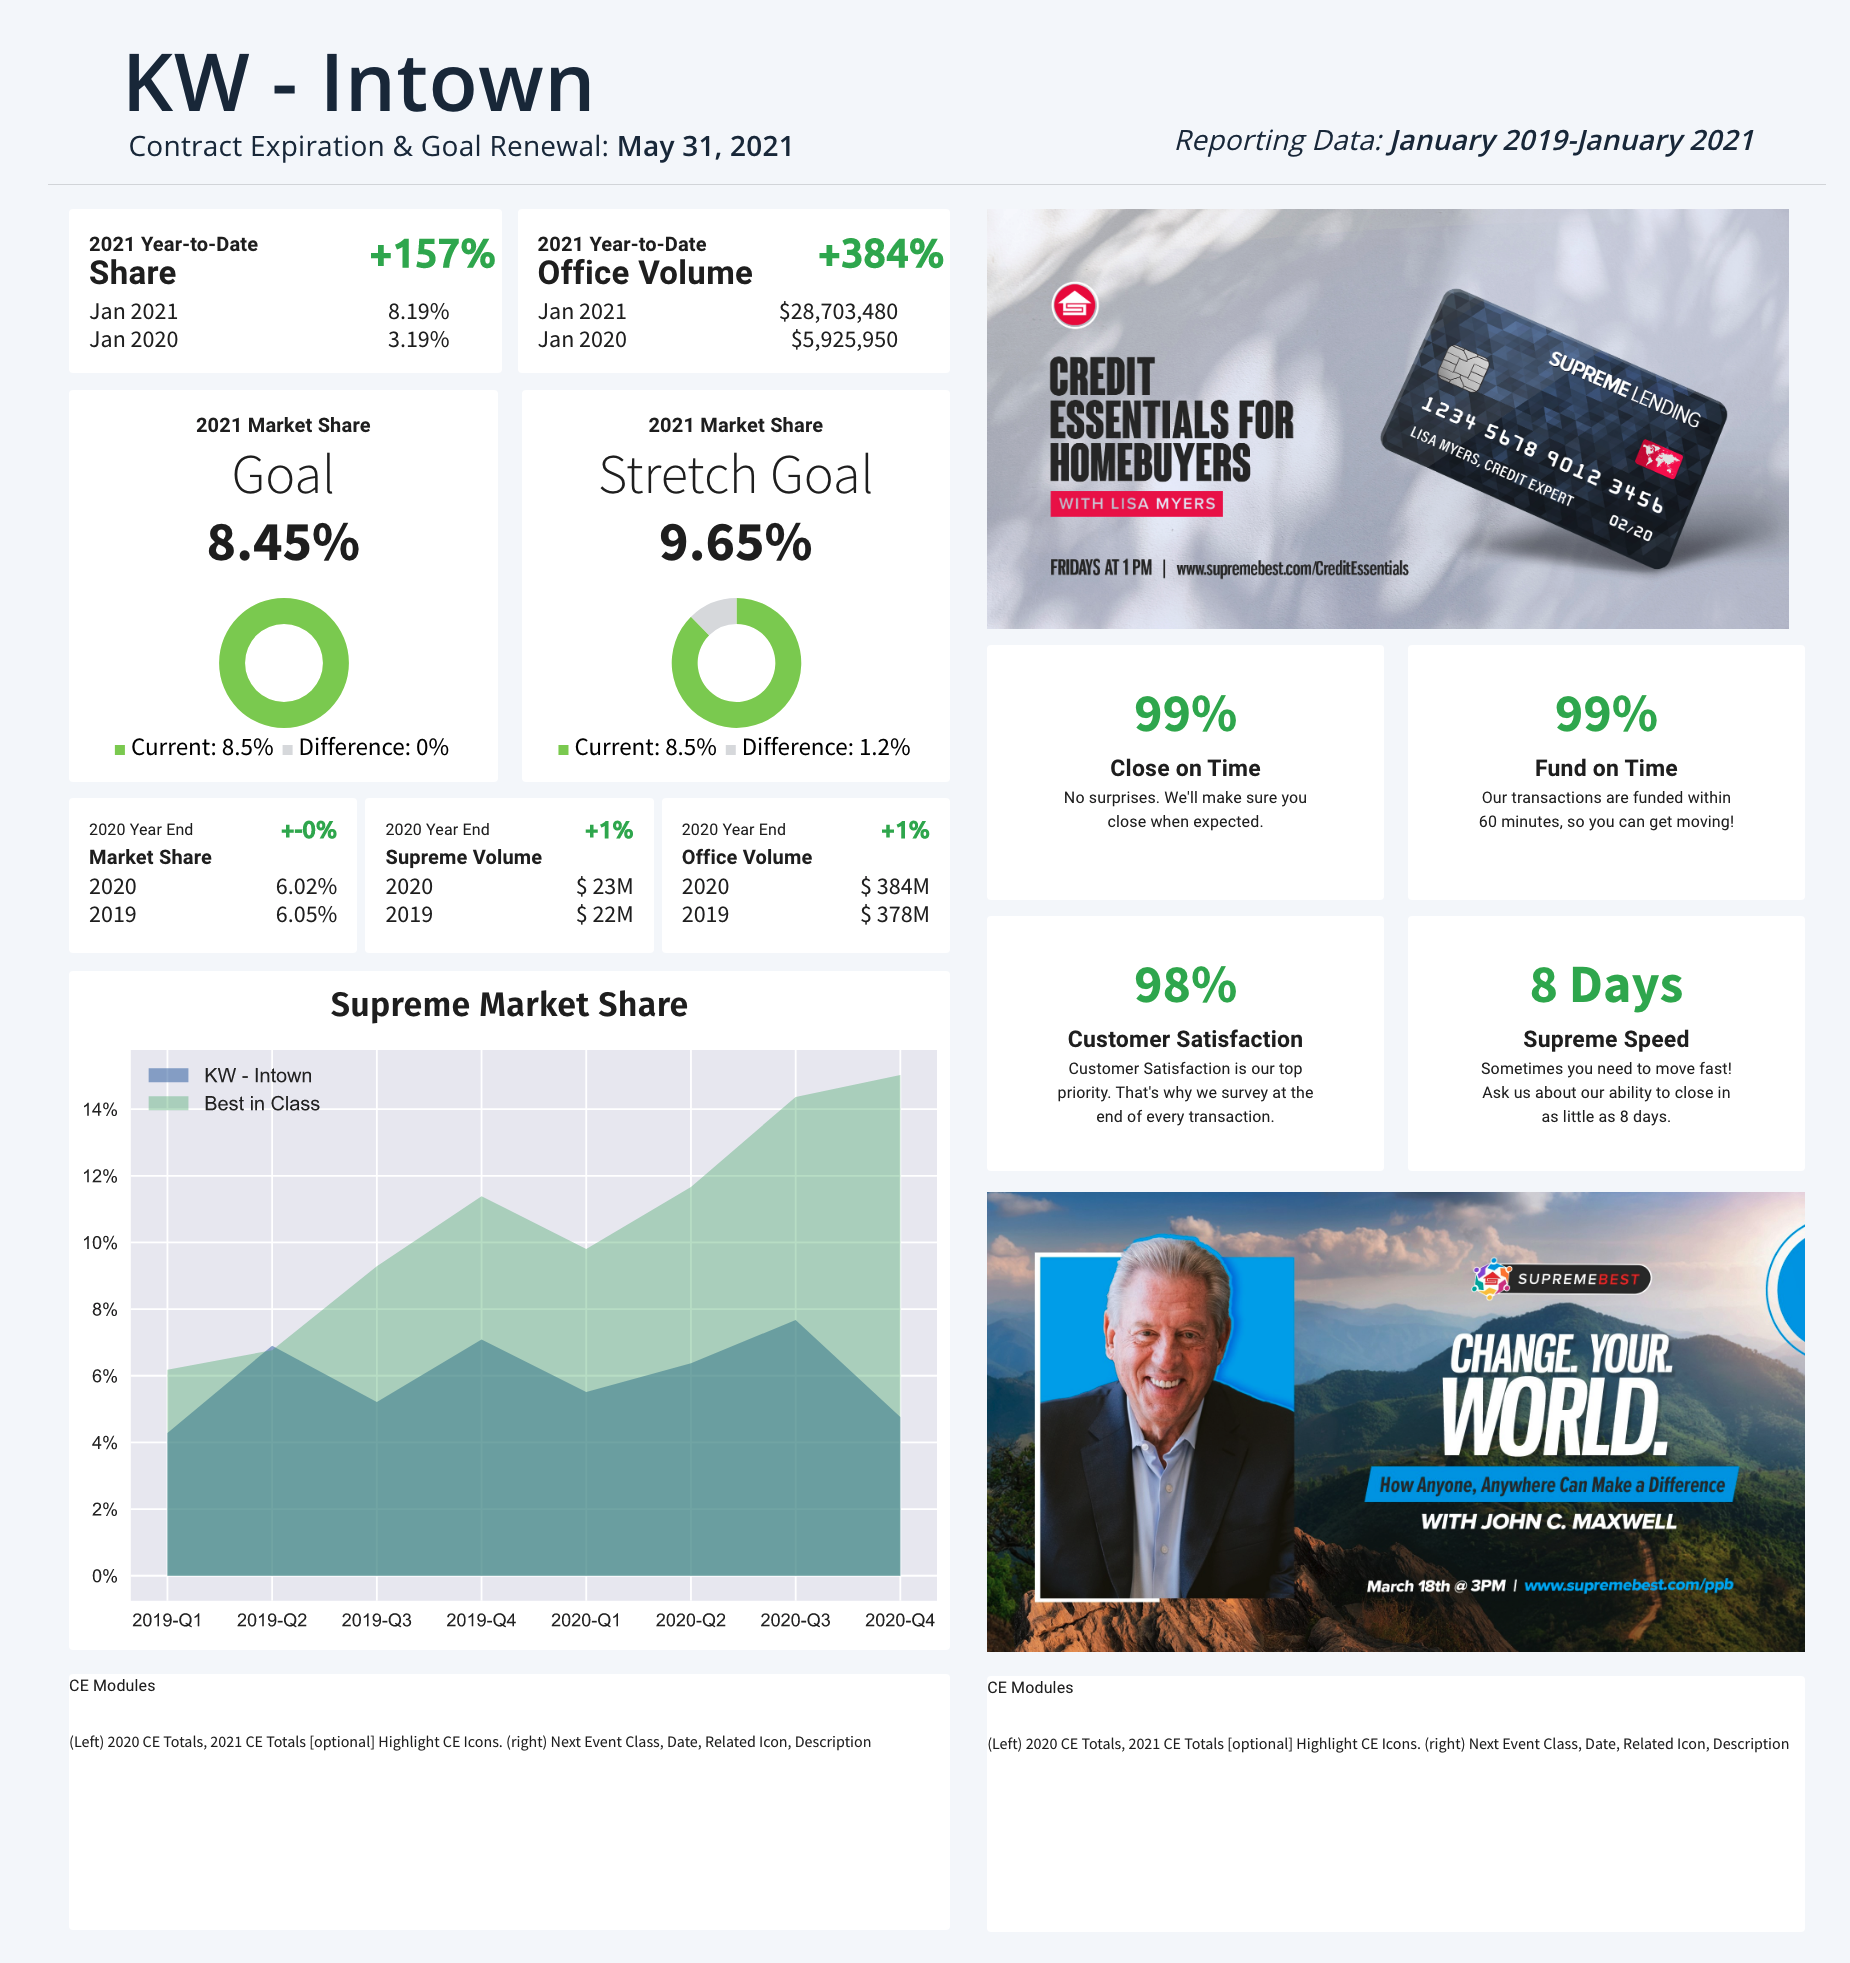 KW - Intown
Contract Expiration & Goal Renewal: May 31, 2021
Reporting Data: January 2019-January 2021
2021 Year-to-Date
Share
+157%
Jan 2021 8.19%
Jan 2020 3.19%
2021 Year-to-Date
Office Volume
+384%
Jan 2021 $28,703,480
Jan 2020 $5,925,950
2021 Market Share
Goal
8.45%
Current: 8.5% Difference: 0%
2021 Market Share
Stretch Goal
9.65%
Current: 8.5% Difference: 1.2%
2020 Year End +-0%
Market Share
2020 6.02%
2019 6.05%
2020 Year End +1%
Supreme Volume
2020 $ 23M
2019 $ 22M
2020 Year End +1%
Office Volume
2020 $ 384M
2019 $ 378M
Supreme Market Share
KW - Intown
Best in Class
14%
12%
10%
8%
6%
4%
2%
0%
2019-Q1 2019-Q2 2019-Q3 2019-Q4 2020-Q1 2020-Q2 2020-Q3 2020-Q4
CE Modules
(Left) 2020 CE Totals, 2021 CE Totals [optional] Highlight CE Icons. (right) Next Event Class, Date, Related Icon, Description
CREDIT
ESSENTIALS FOR
HOMEBUYERS
WITH LISA MYERS
FRIDAYS AT 1 PM | www.supremebest.com/CreditEssentials
SUPREME LENDING
1234 5678 9012 3456
LISA MYERS, CREDIT EXPERT
02/20
99%
Close on Time
No surprises. We'll make sure you
close when expected.
99%
Fund on Time
Our transactions are funded within
60 minutes, so you can get moving!
98%
Customer Satisfaction
Customer Satisfaction is our top
priority. That's why we survey at the
end of every transaction.
8 Days
Supreme Speed
Sometimes you need to move fast!
Ask us about our ability to close in
as little as 8 days.
SUPREMEBEST
CHANGE. YOUR.
WORLD.
How Anyone, Anywhere Can Make a Difference
WITH JOHN C. MAXWELL
March 18th @ 3PM | www.supremebest.com/ppb
CE Modules
(Left) 2020 CE Totals, 2021 CE Totals [optional] Highlight CE Icons. (right) Next Event Class, Date, Related Icon, Description